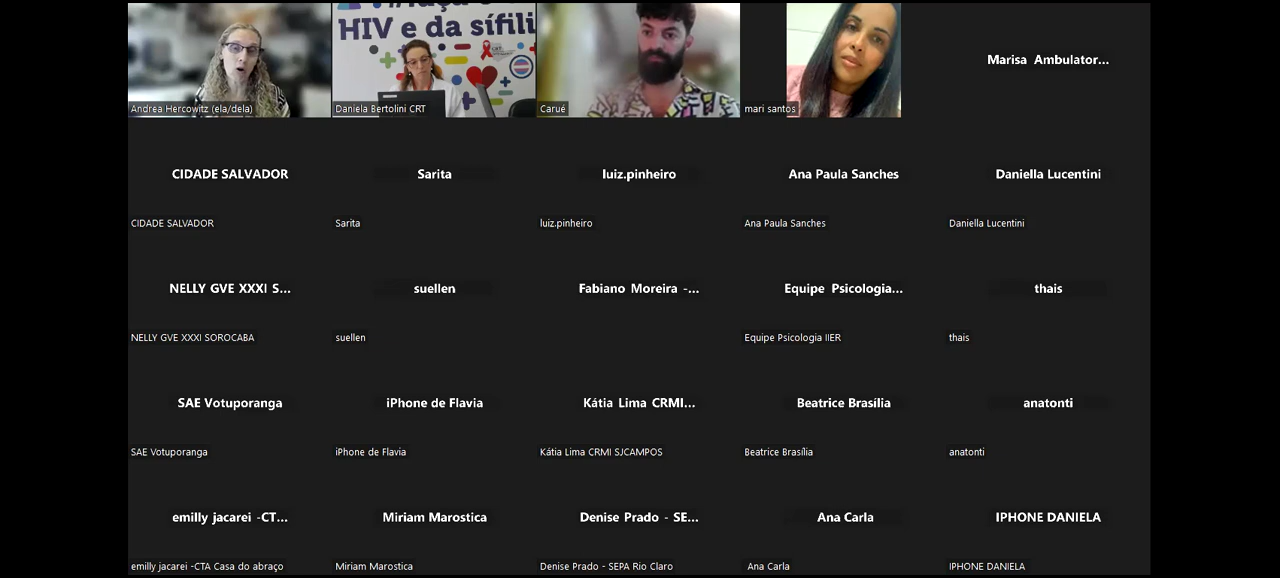 HIV e da sífili
CRT
Andrea Hercowitz (ela/dela)
Daniela Bertolini CRT
Carué
mari santos
Marisa Ambulator...
CIDADE SALVADOR
Sarita
luiz.pinheiro
Ana Paula Sanches
Daniella Lucentini
CIDADE SALVADOR
Sarita
luiz.pinheiro
Ana Paula Sanches
Daniella Lucentini
NELLY GVE XXXI S...
suellen
Fabiano Moreira -...
Equipe Psicologia...
thais
NELLY GVE XXXI SOROCABA
suellen
Equipe Psicologia IIER
thais
SAE Votuporanga
iPhone de Flavia
Kátia Lima CRMI...
Beatrice Brasília
anatonti
SAE Votuporanga
iPhone de Flavia
Kátia Lima CRMI SJCAMPOS
Beatrice Brasília
anatonti
emilly jacarei -CT...
Miriam Marostica
Denise Prado - SE...
Ana Carla
IPHONE DANIELA
emilly jacarei -CTA Casa do abraço
Miriam Marostica
Denise Prado - SEPA Rio Claro
Ana Carla
IPHONE DANIELA